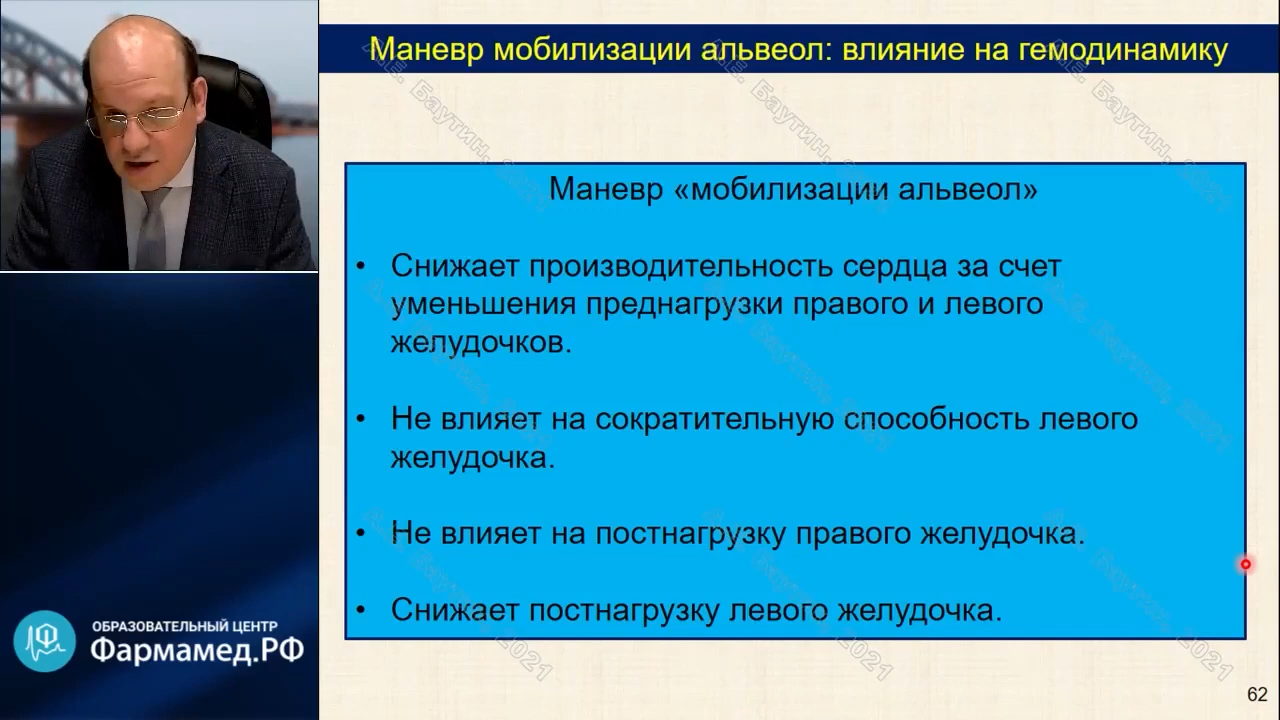 Маневр мобилизации альвеол: влияние на гемодинамику
Маневр «мобилизации альвеол»
• Снижает производительность сердца за счет
уменьшения преднагрузки правого и левого
желудочков.
• Не влияет на сократительную способность левого
желудочка.
• Не влияет на постнагрузку правого желудочка.
• Снижает постнагрузку левого желудочка.
ОБРАЗОВАТЕЛЬНЫЙ ЦЕНТР
Фармамед.РФ
62
А.Е. Баутин, 2021